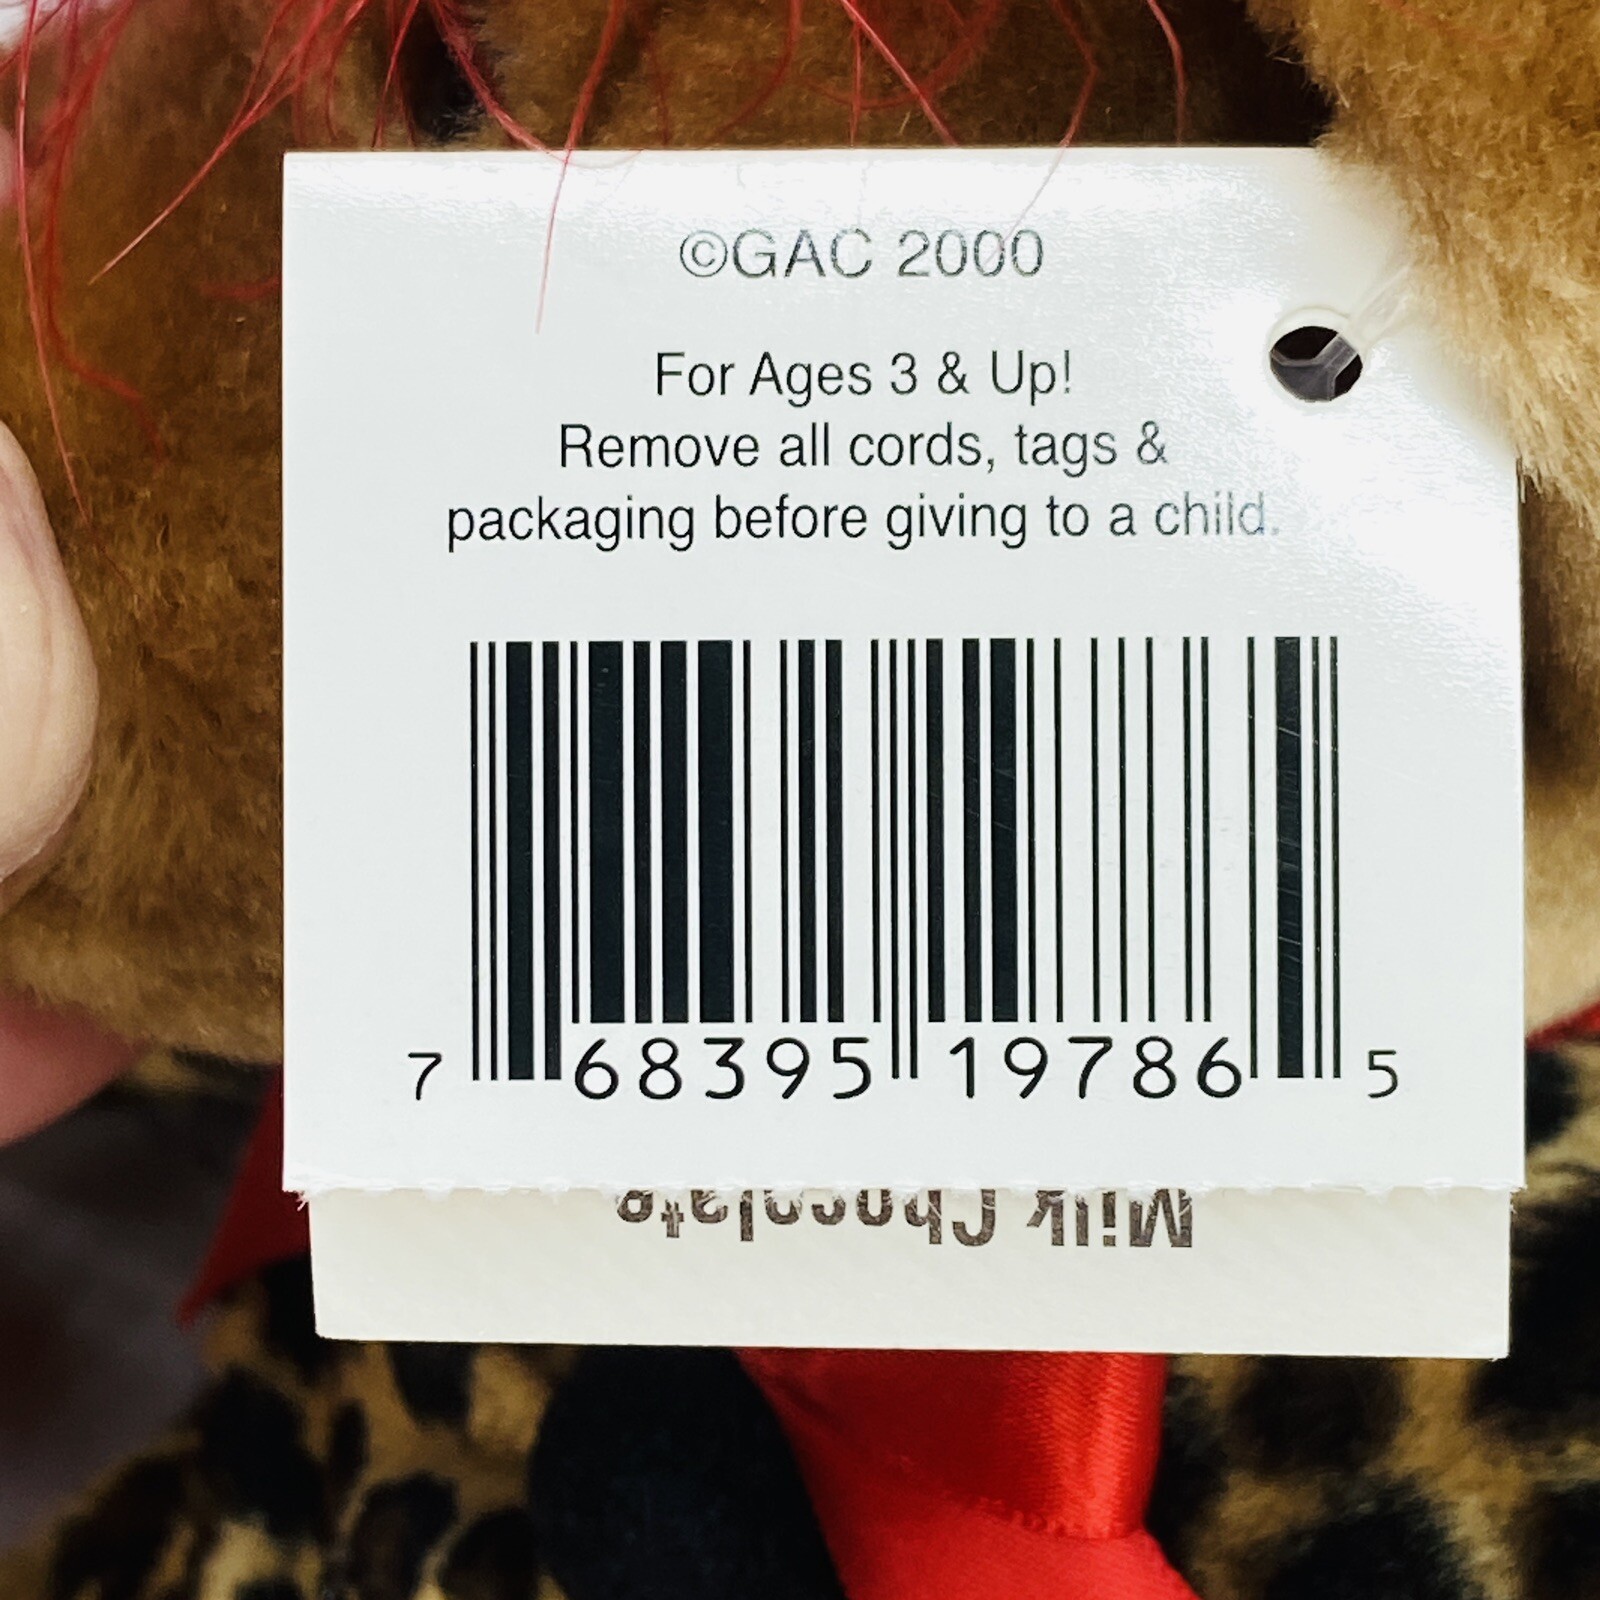 ©GAC 2000
For Ages 3 & Up!
Remove all cords, tags &
packaging before giving to a child.
7 68395 19786 5
Milk Chocolate